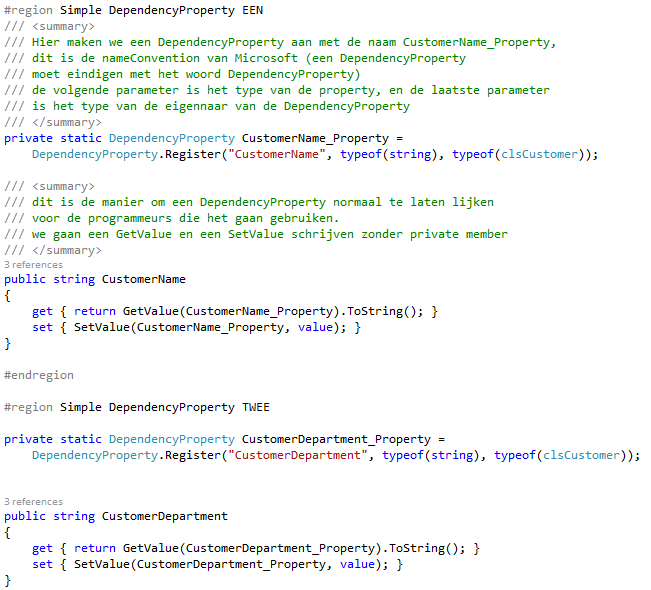 #region Simple DependencyProperty EEN
/// <summary>
/// Hier maken we een DependencyProperty aan met de naam CustomerName_Property,
/// dit is de nameConvention van Microsoft (een DependencyProperty
/// moet eindigen met het woord DependencyProperty)
/// de volgende parameter is het type van de property, en de laatste parameter
/// is het type van de eigennaar van de DependencyProperty
/// </summary>
private static DependencyProperty CustomerName_Property =
    DependencyProperty.Register("CustomerName", typeof(string), typeof(clsCustomer));

/// <summary>
/// dit is de manier om een DependencyProperty normaal te laten lijken
/// voor de programmeurs die het gaan gebruiken.
/// we gaan een GetValue en een SetValue schrijven zonder private member
/// </summary>
3 references
public string CustomerName
{
    get { return GetValue(CustomerName_Property).ToString(); }
    set { SetValue(CustomerName_Property, value); }
}

#endregion

#region Simple DependencyProperty TWEE

private static DependencyProperty CustomerDepartment_Property =
    DependencyProperty.Register("CustomerDepartment", typeof(string), typeof(clsCustomer));

3 references
public string CustomerDepartment
{
    get { return GetValue(CustomerDepartment_Property).ToString(); }
    set { SetValue(CustomerDepartment_Property, value); }
}